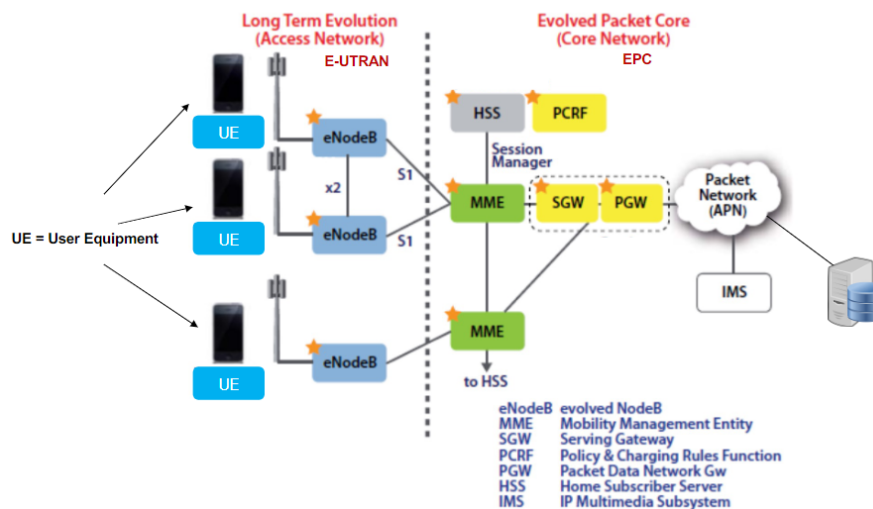 Long Term Evolution
(Access Network)
E-UTRAN
Evolved Packet Core
(Core Network)
EPC
UE
eNodeB
HSS
PCRF
Session
Manager
x2
S1
UE
eNodeB
S1
MME
SGW
PGW
Packet
Network
(APN)
UE = User Equipment
IMS
UE
eNodeB
MME
to HSS
eNodeB evolved NodeB
MME Mobility Management Entity
SGW Serving Gateway
PCRF Policy & Charging Rules Function
PGW Packet Data Network Gw
HSS Home Subscriber Server
IMS IP Multimedia Subsystem